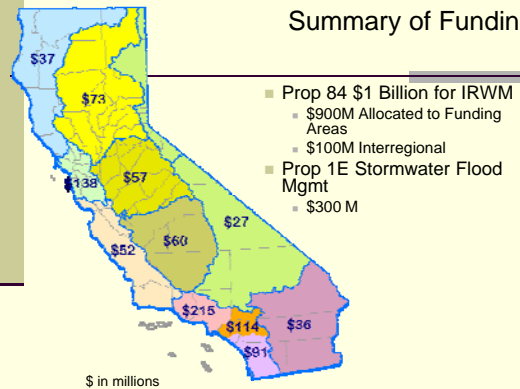 Summary of Fundin
Prop 84 $1 Billion for IRWM
$900M Allocated to Funding
Areas
$100M Interregional
Prop 1E Stormwater Flood
Mgmt
$300 M
$37
$73
$138
$57
$27
$52
$60
$215
$114
$36
$91
$ in millions